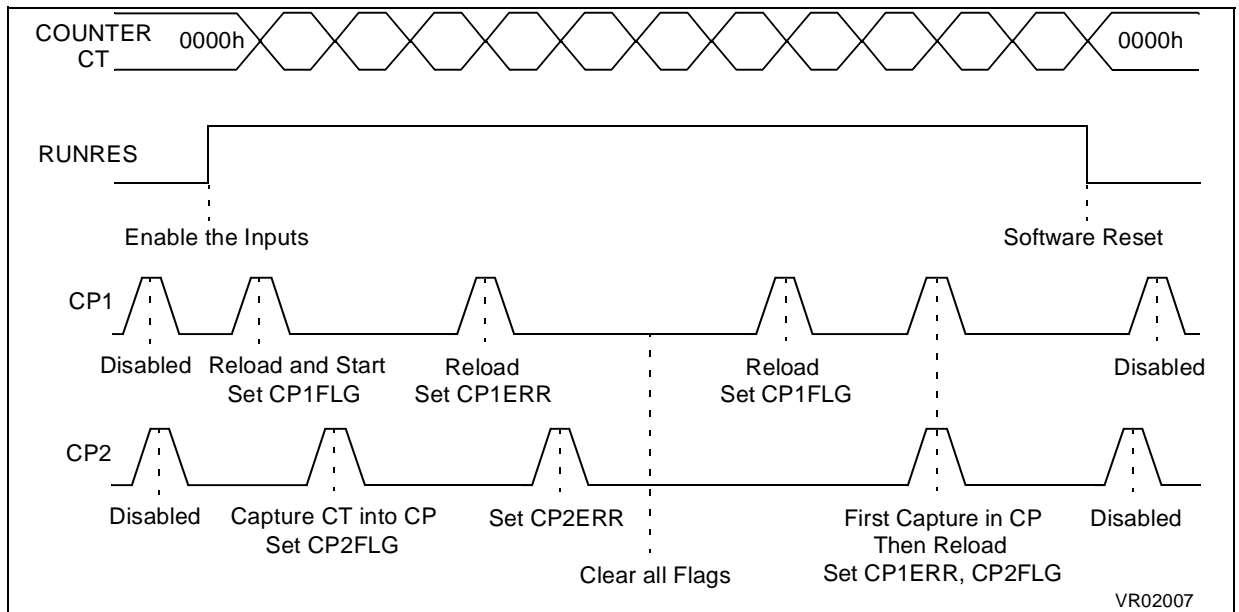 COUNTER
CT
0000h
0000h
RUNRES
Enable the Inputs
Software Reset
CP1
Disabled
Reload and Start
Set CP1FLG
Reload
Set CP1ERR
Reload
Set CP1FLG
Disabled
CP2
Disabled
Capture CT into CP
Set CP2FLG
Set CP2ERR
First Capture in CP
Then Reload
Set CP1ERR, CP2FLG
Disabled
Clear all Flags
VR02007